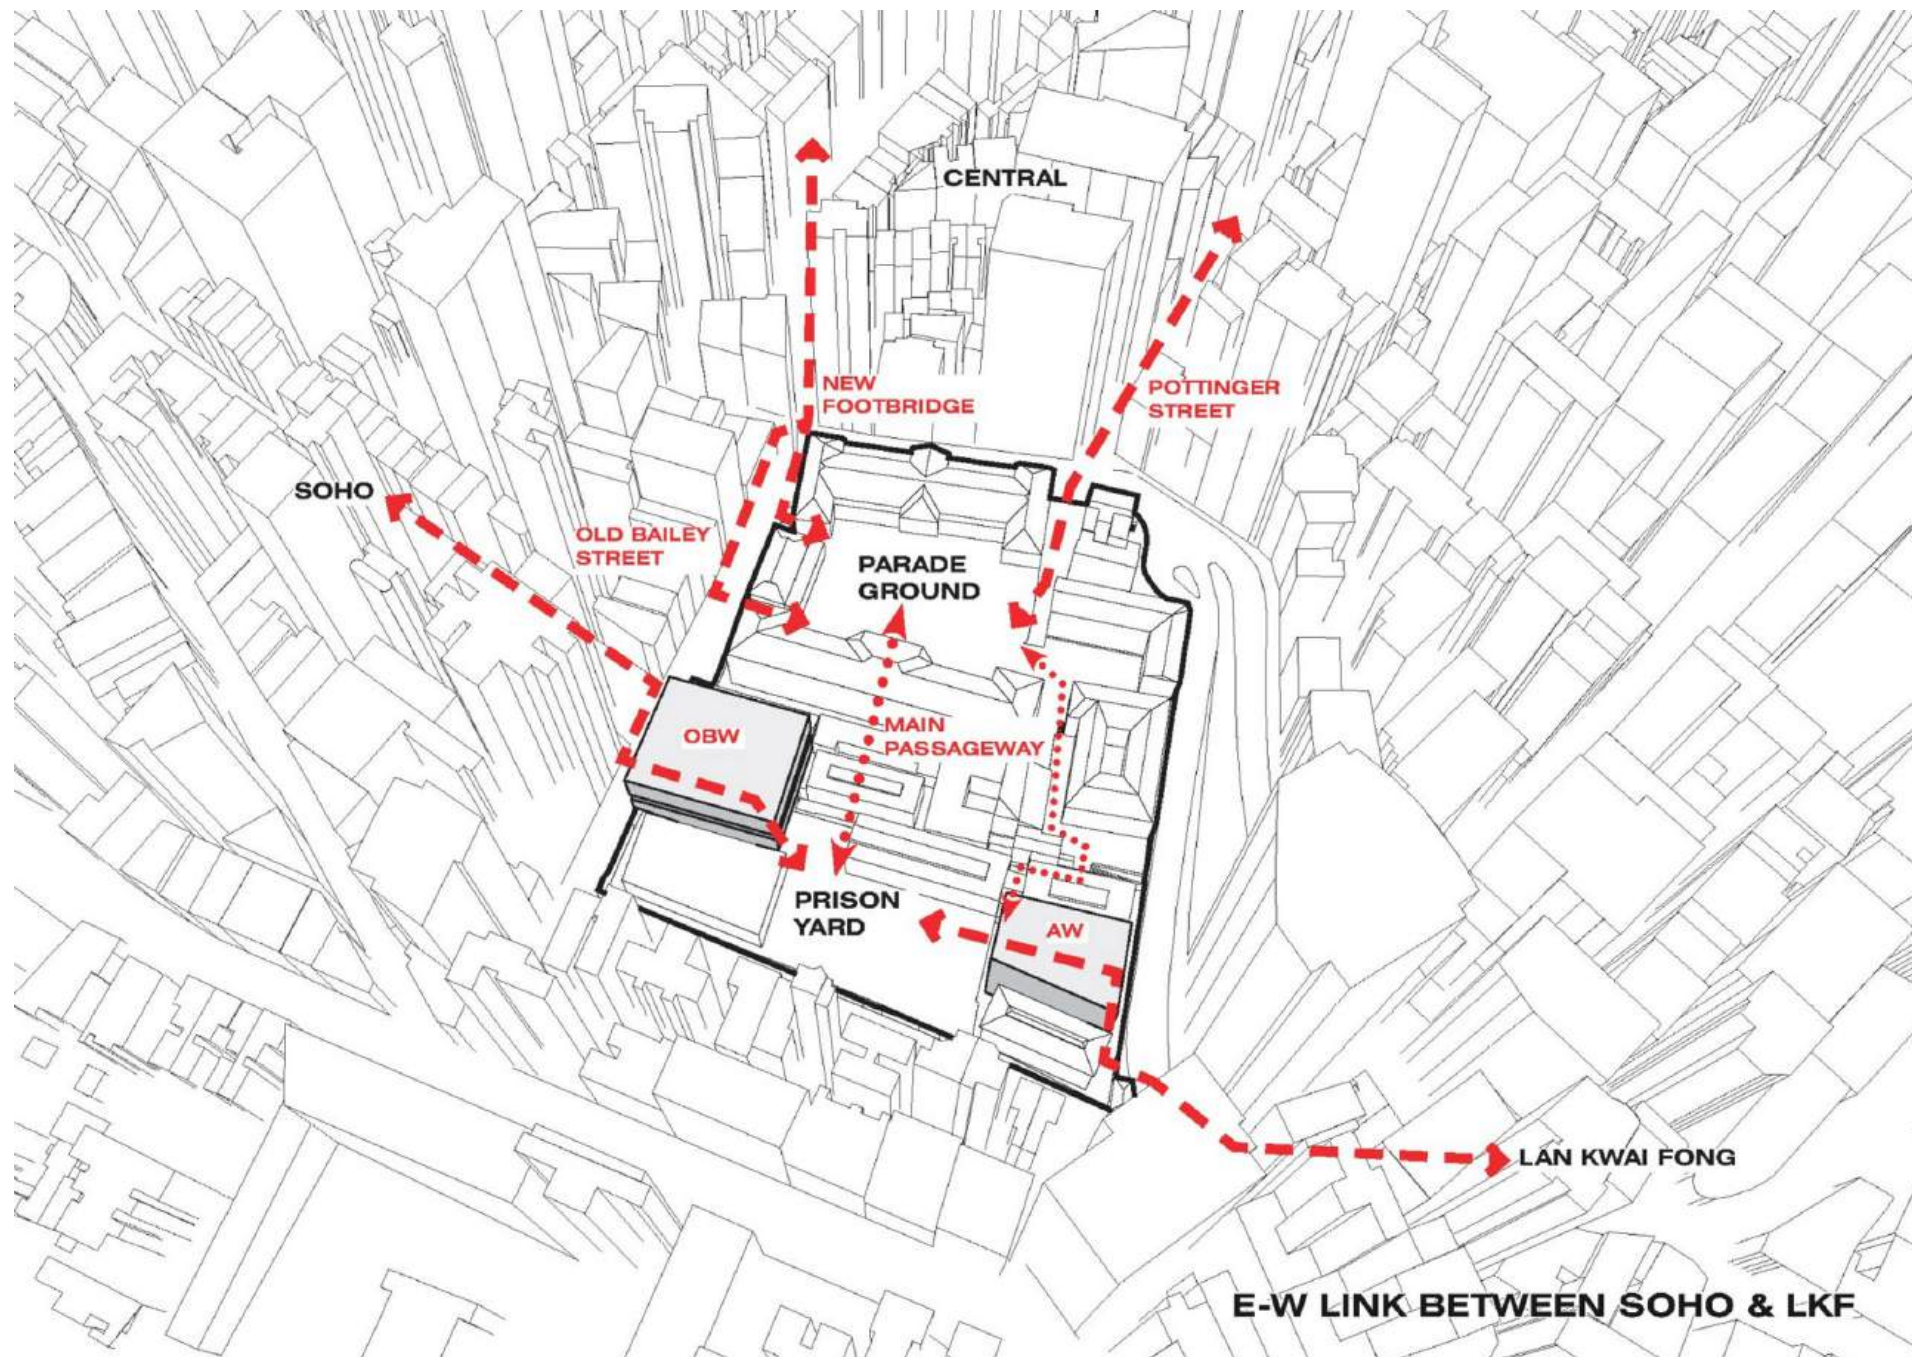 CENTRAL
NEW
FOOTBRIDGE
POTTINGER
STREET
SOHO
OLD BAILEY
STREET
PARADE
GROUND
OBW
MAIN
PASSAGEWAY
PRISON
YARD
AW
LAN KWAI FONG
E-W LINK BETWEEN SOHO & LKF